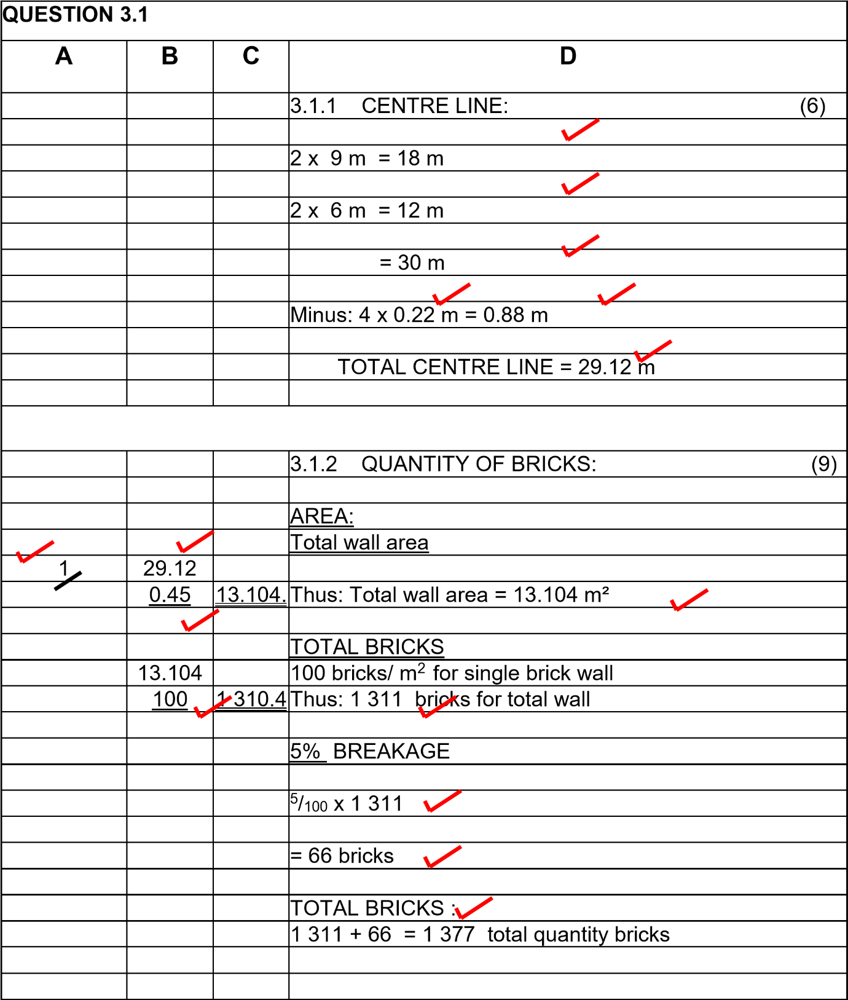 QUESTION 3.1
A B C D
3.1.1 CENTRE LINE: (6)
2 x 9 m = 18 m
2 x 6 m = 12 m
= 30 m
Minus: 4 x 0.22 m = 0.88 m
TOTAL CENTRE LINE = 29.12 m
3.1.2 QUANTITY OF BRICKS: (9)
AREA:
Total wall area
1/ 29.12
0.45 13.104. Thus: Total wall area = 13.104 m²
TOTAL BRICKS
13.104 100 bricks/ m² for single brick wall
100 1 310.4 Thus: 1 311 bricks for total wall
5% BREAKAGE
⁵/₁₀₀ x 1 311
= 66 bricks
TOTAL BRICKS :
1 311 + 66 = 1 377 total quantity bricks